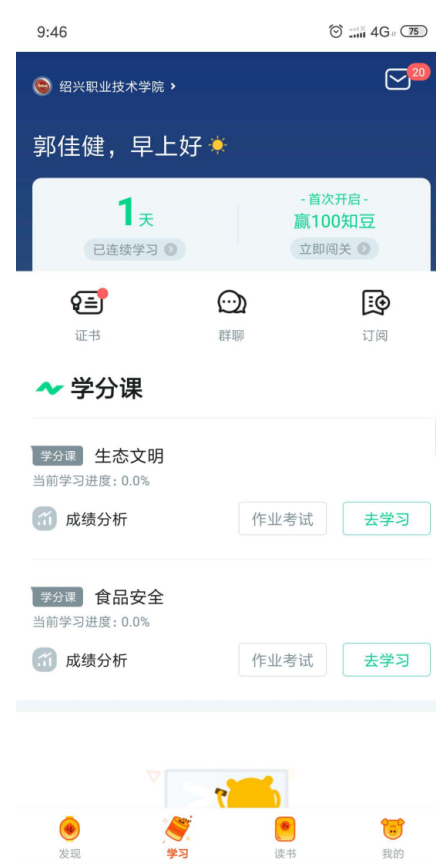 9:46
4G 75
绍兴职业技术学院 ›
20
郭佳健，早上好
1天
- 首次开启 -
赢100知豆
已连续学习
立即闯关
证书
群聊
订阅
学分课
学分课 生态文明
当前学习进度: 0.0%
成绩分析
作业考试
去学习
学分课 食品安全
当前学习进度: 0.0%
成绩分析
作业考试
去学习
发现
学习
读书
我的